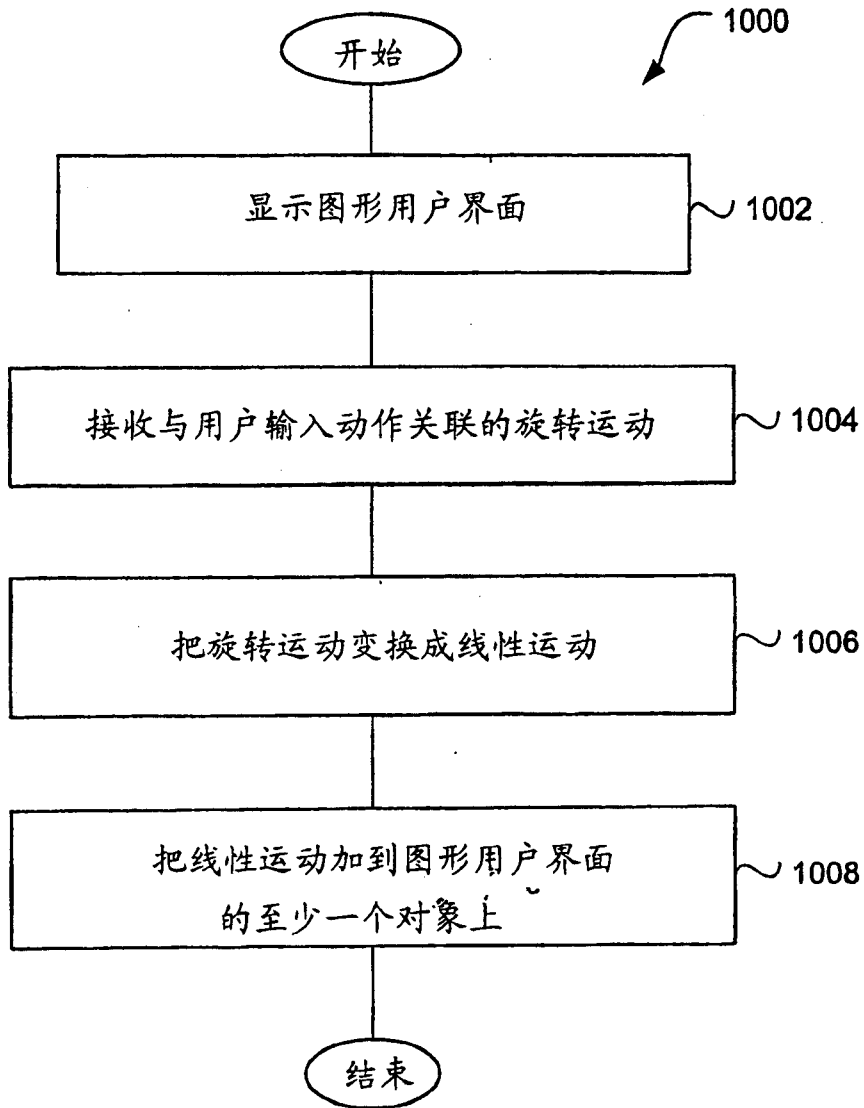 1000
开始
显示图形用户界面
1002
接收与用户输入动作关联的旋转运动
1004
把旋转运动变换成线性运动
1006
把线性运动加到图形用户界面
的至少一个对象上
1008
结束